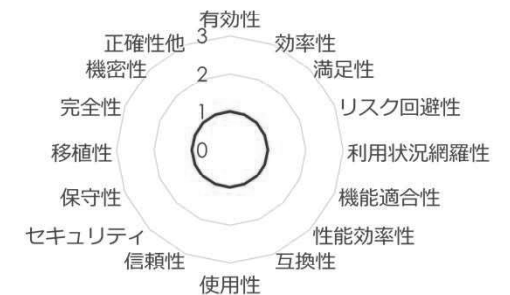 有効性
効率性
満足性
リスク回避性
利用状況網羅性
機能適合性
性能効率性
互換性
使用性
信頼性
セキュリティ
保守性
移植性
完全性
機密性
正確性他
3
2
1
0